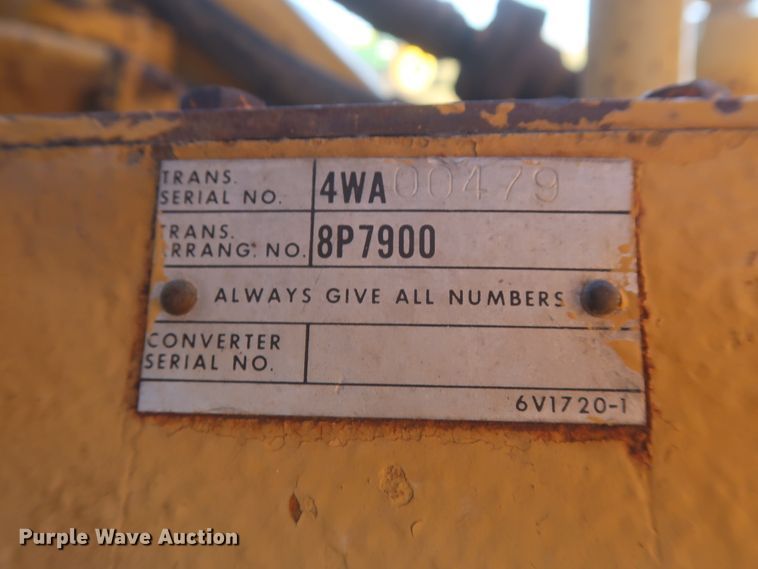 TRANS.
SERIAL NO. 4WA00479
TRANS.
ARRANG. NO. 8P7900
ALWAYS GIVE ALL NUMBERS
CONVERTER
SERIAL NO.
6V1720-1
Purple Wave Auction